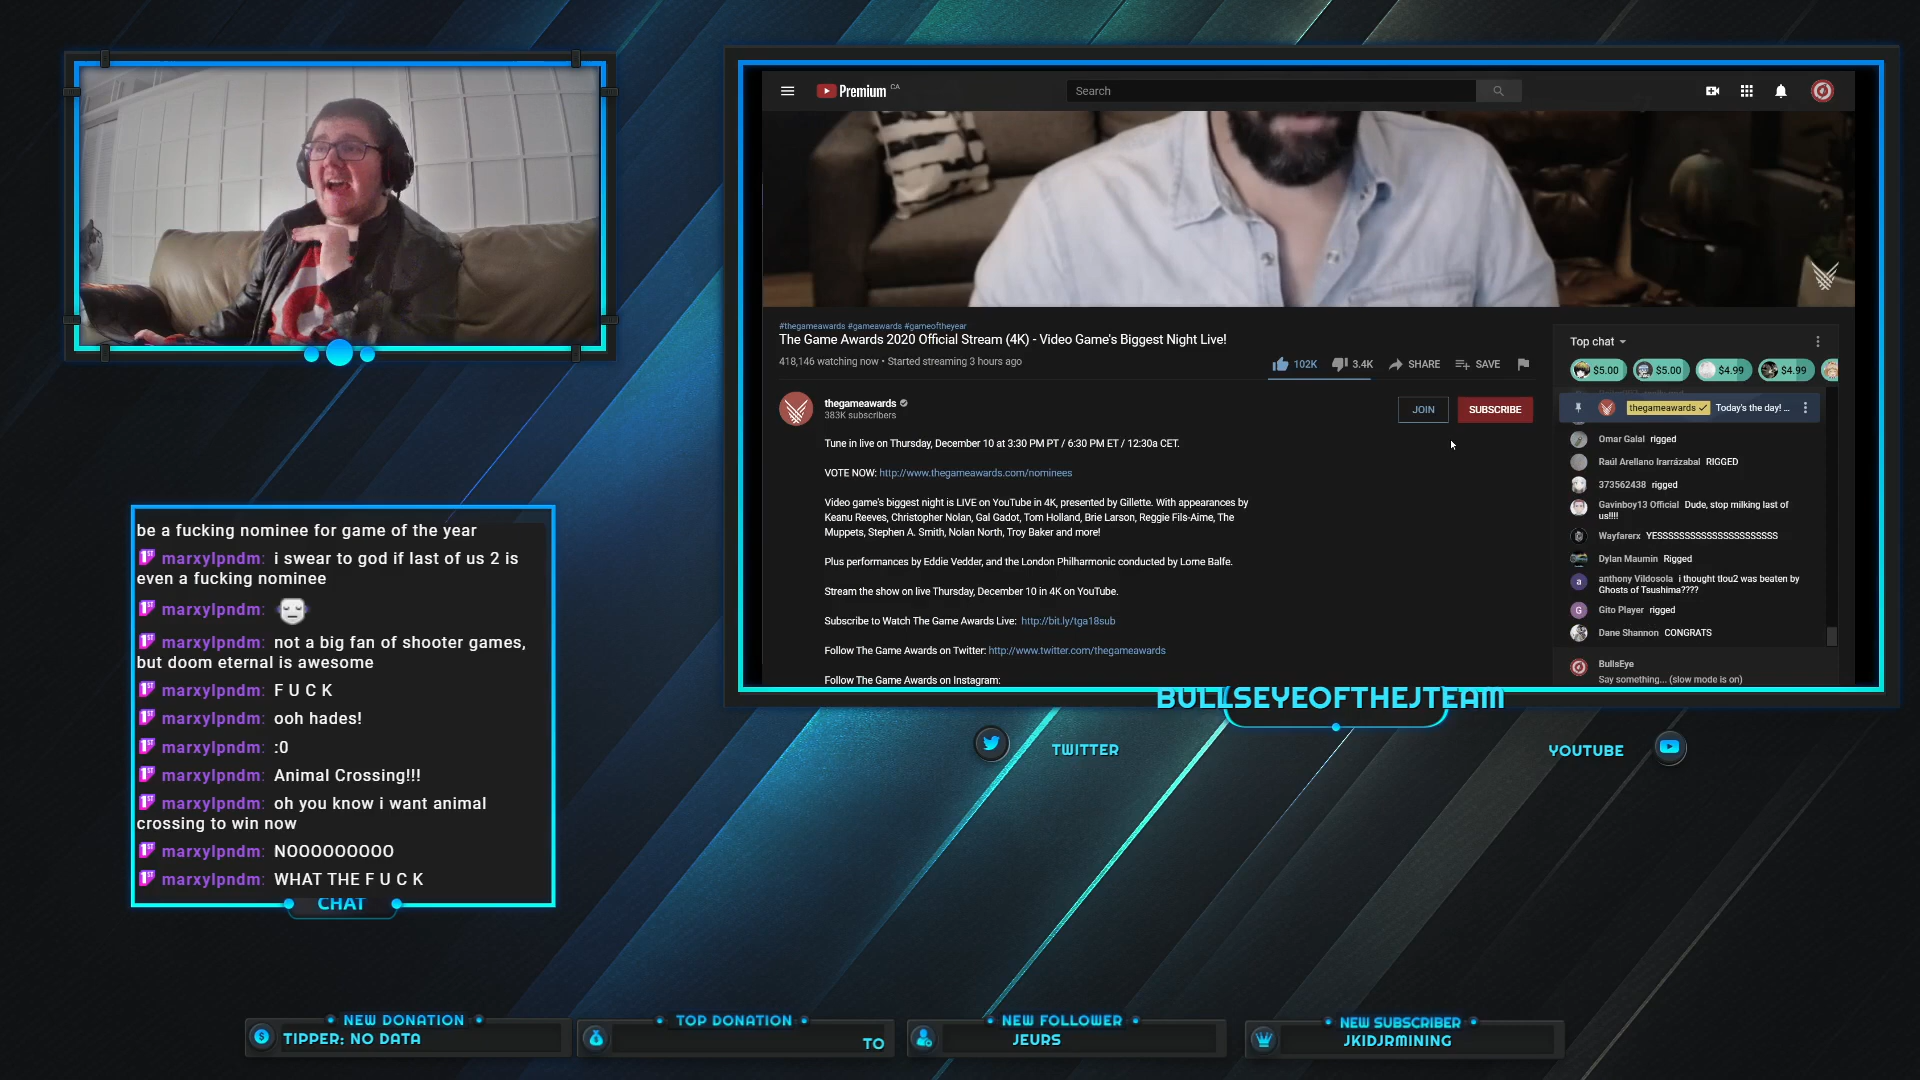 Premium CA
Search
#thegameawards #gameawards #gameoftheyear
The Game Awards 2020 Official Stream (4K) - Video Game's Biggest Night Live!
418,146 watching now • Started streaming 3 hours ago
102K
3.4K
SHARE
SAVE
thegameawards
383K subscribers
JOIN
SUBSCRIBE
Tune in live on Thursday, December 10 at 3:30 PM PT / 6:30 PM ET / 12:30a CET.
VOTE NOW: http://www.thegameawards.com/nominees
Video game's biggest night is LIVE on YouTube in 4K, presented by Gillette. With appearances by
Keanu Reeves, Christopher Nolan, Gal Gadot, Tom Holland, Brie Larson, Reggie Fils-Aime, The
Muppets, Stephen A. Smith, Nolan North, Troy Baker and more!
Plus performances by Eddie Vedder, and the London Philharmonic conducted by Lorne Balfe.
Stream the show on live Thursday, December 10 in 4K on YouTube.
Subscribe to Watch The Game Awards Live: http://bit.ly/tga18sub
Follow The Game Awards on Twitter: http://www.twitter.com/thegameawards
Follow The Game Awards on Instagram:
Top chat
$5.00
$5.00
$4.99
$4.99
thegameawards Today's the day! ...
Omar Galal rigged
Raúl Arellano Irarrázabal RIGGED
373562438 rigged
Gavinboy13 Official Dude, stop milking last of
us!!!!
Wayfarerx YESSSSSSSSSSSSSSSSSSSSSS
Dylan Maumin Rigged
a
anthony Vildosola i thought tlou2 was beaten by
Ghosts of Tsushima????
G
Gito Player rigged
Dane Shannon CONGRATS
BullsEye
Say something... (slow mode is on)
be a fucking nominee for game of the year
1ST marxylpndm: i swear to god if last of us 2 is
even a fucking nominee
1ST marxylpndm:
1ST marxylpndm: not a big fan of shooter games,
but doom eternal is awesome
1ST marxylpndm: F U C K
1ST marxylpndm: ooh hades!
1ST marxylpndm: :0
1ST marxylpndm: Animal Crossing!!!
1ST marxylpndm: oh you know i want animal
crossing to win now
1ST marxylpndm: NOOOOOOOOO
1ST marxylpndm: WHAT THE F U C K
CHAT
BULLSEYEOFTHEJTEAM
TWITTER
YOUTUBE
NEW DONATION
TIPPER: NO DATA
TOP DONATION
TO
NEW FOLLOWER
JEURS
NEW SUBSCRIBER
JKIDJRMINING